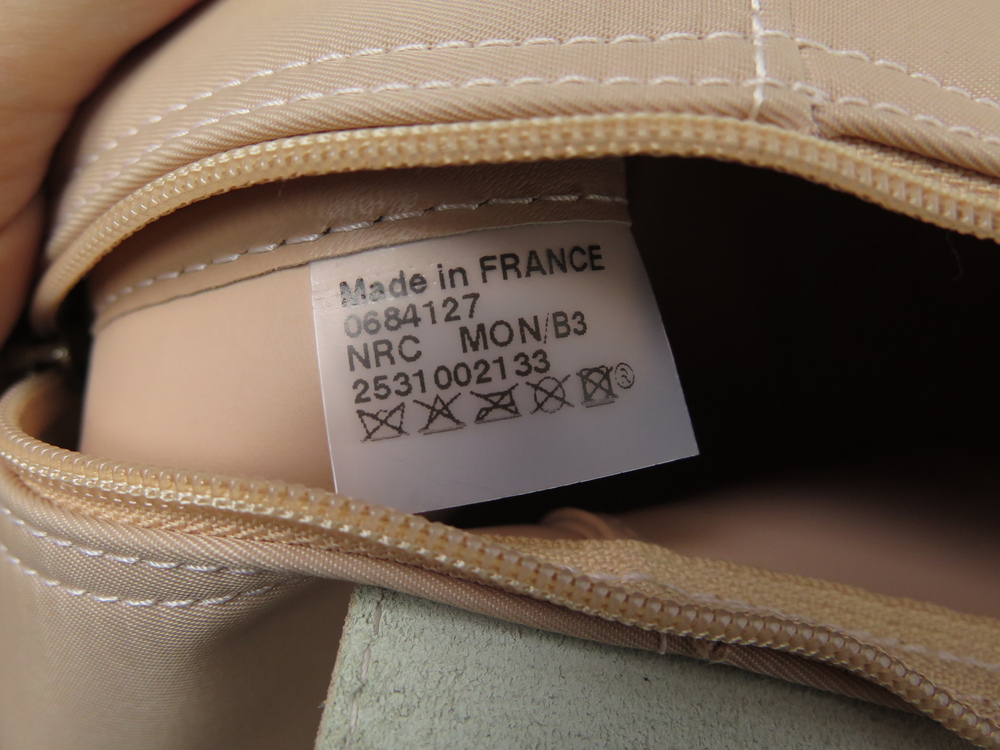 Made in FRANCE
0684127
NRC MON/B3
2531002133
®